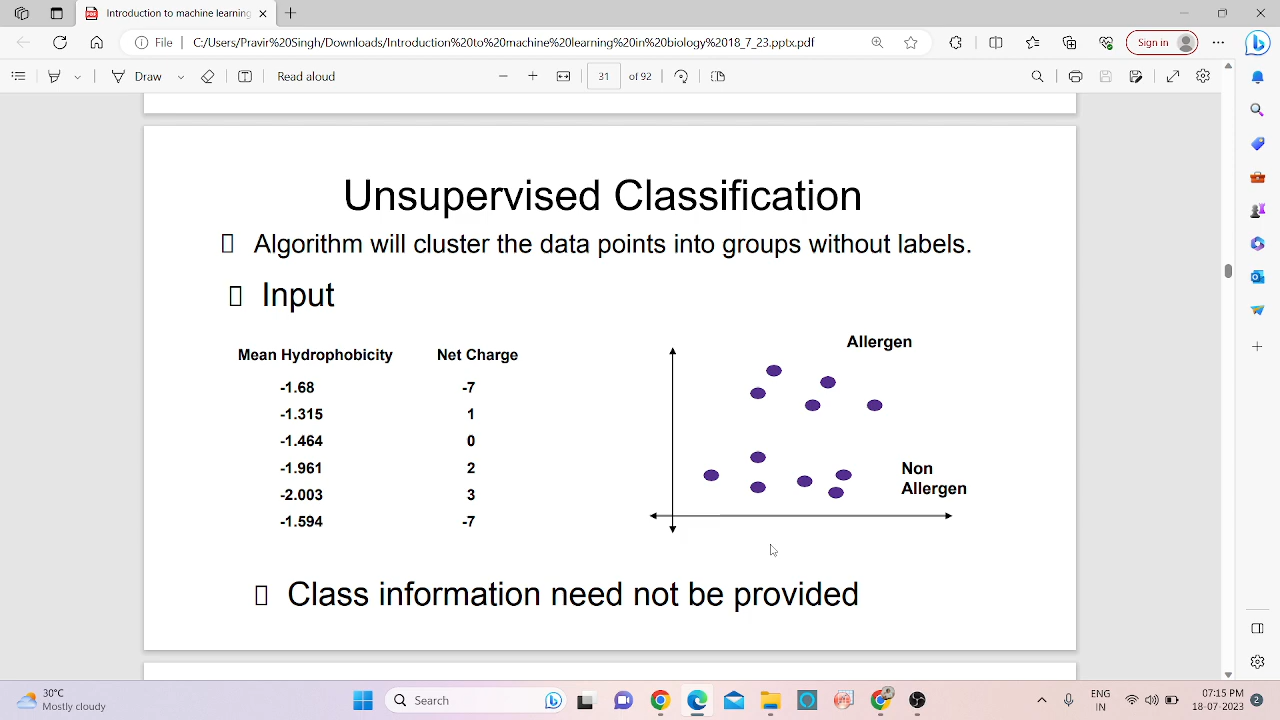 Introduction to machine learning
File
C:/Users/Pravir%20Singh/Downloads/Introduction%20to%20machine%20learning%20in%20biology%2018_7_23.pptx.pdf
Sign in
Draw
Read aloud
31 of 92
Unsupervised Classification
Algorithm will cluster the data points into groups without labels.
Input
Mean Hydrophobicity Net Charge
-1.68 -7
-1.315 1
-1.464 0
-1.961 2
-2.003 3
-1.594 -7
Allergen
Non
Allergen
Class information need not be provided
30°C
Mostly cloudy
Search
ENG
IN
07:15 PM
18-07-2023
2